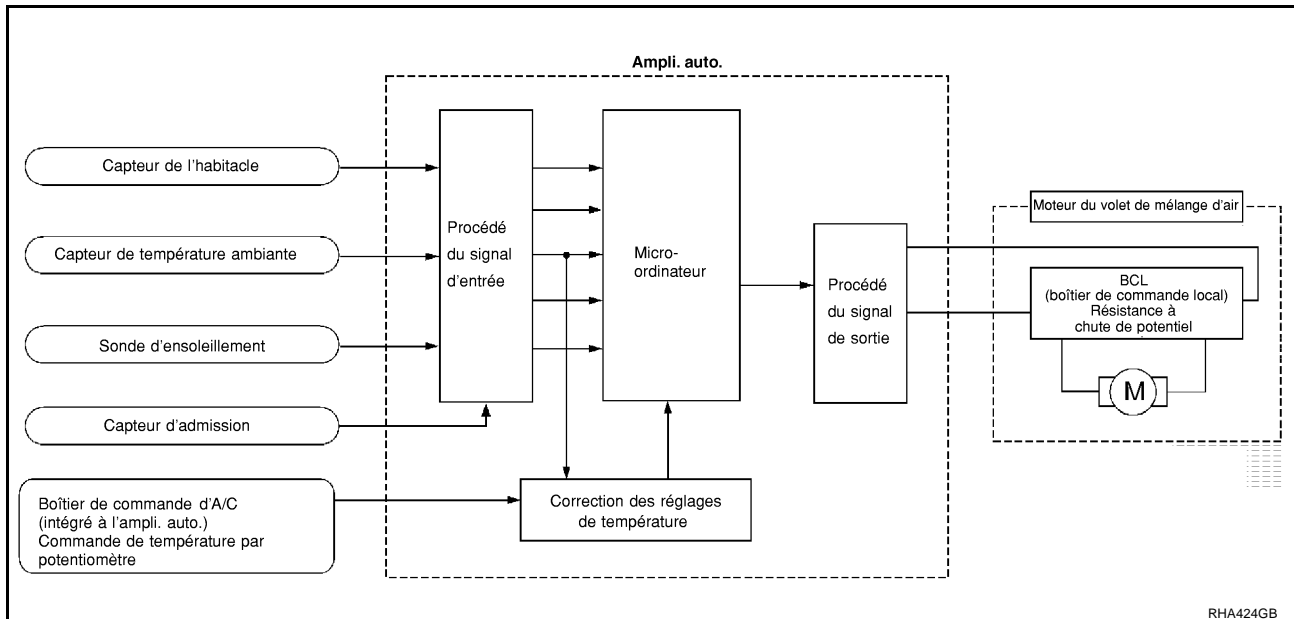 Ampli. auto.
Capteur de l'habitacle
Capteur de température ambiante
Sonde d'ensoleillement
Capteur d'admission
Boîtier de commande d'A/C
(intégré à l'ampli. auto.)
Commande de température par
potentiomètre
Procédé
du signal
d'entrée
Micro-
ordinateur
Correction des réglages
de température
Procédé
du signal
de sortie
Moteur du volet de mélange d'air
BCL
(boîtier de commande local)
Résistance à
chute de potentiel
M
RHA424GB